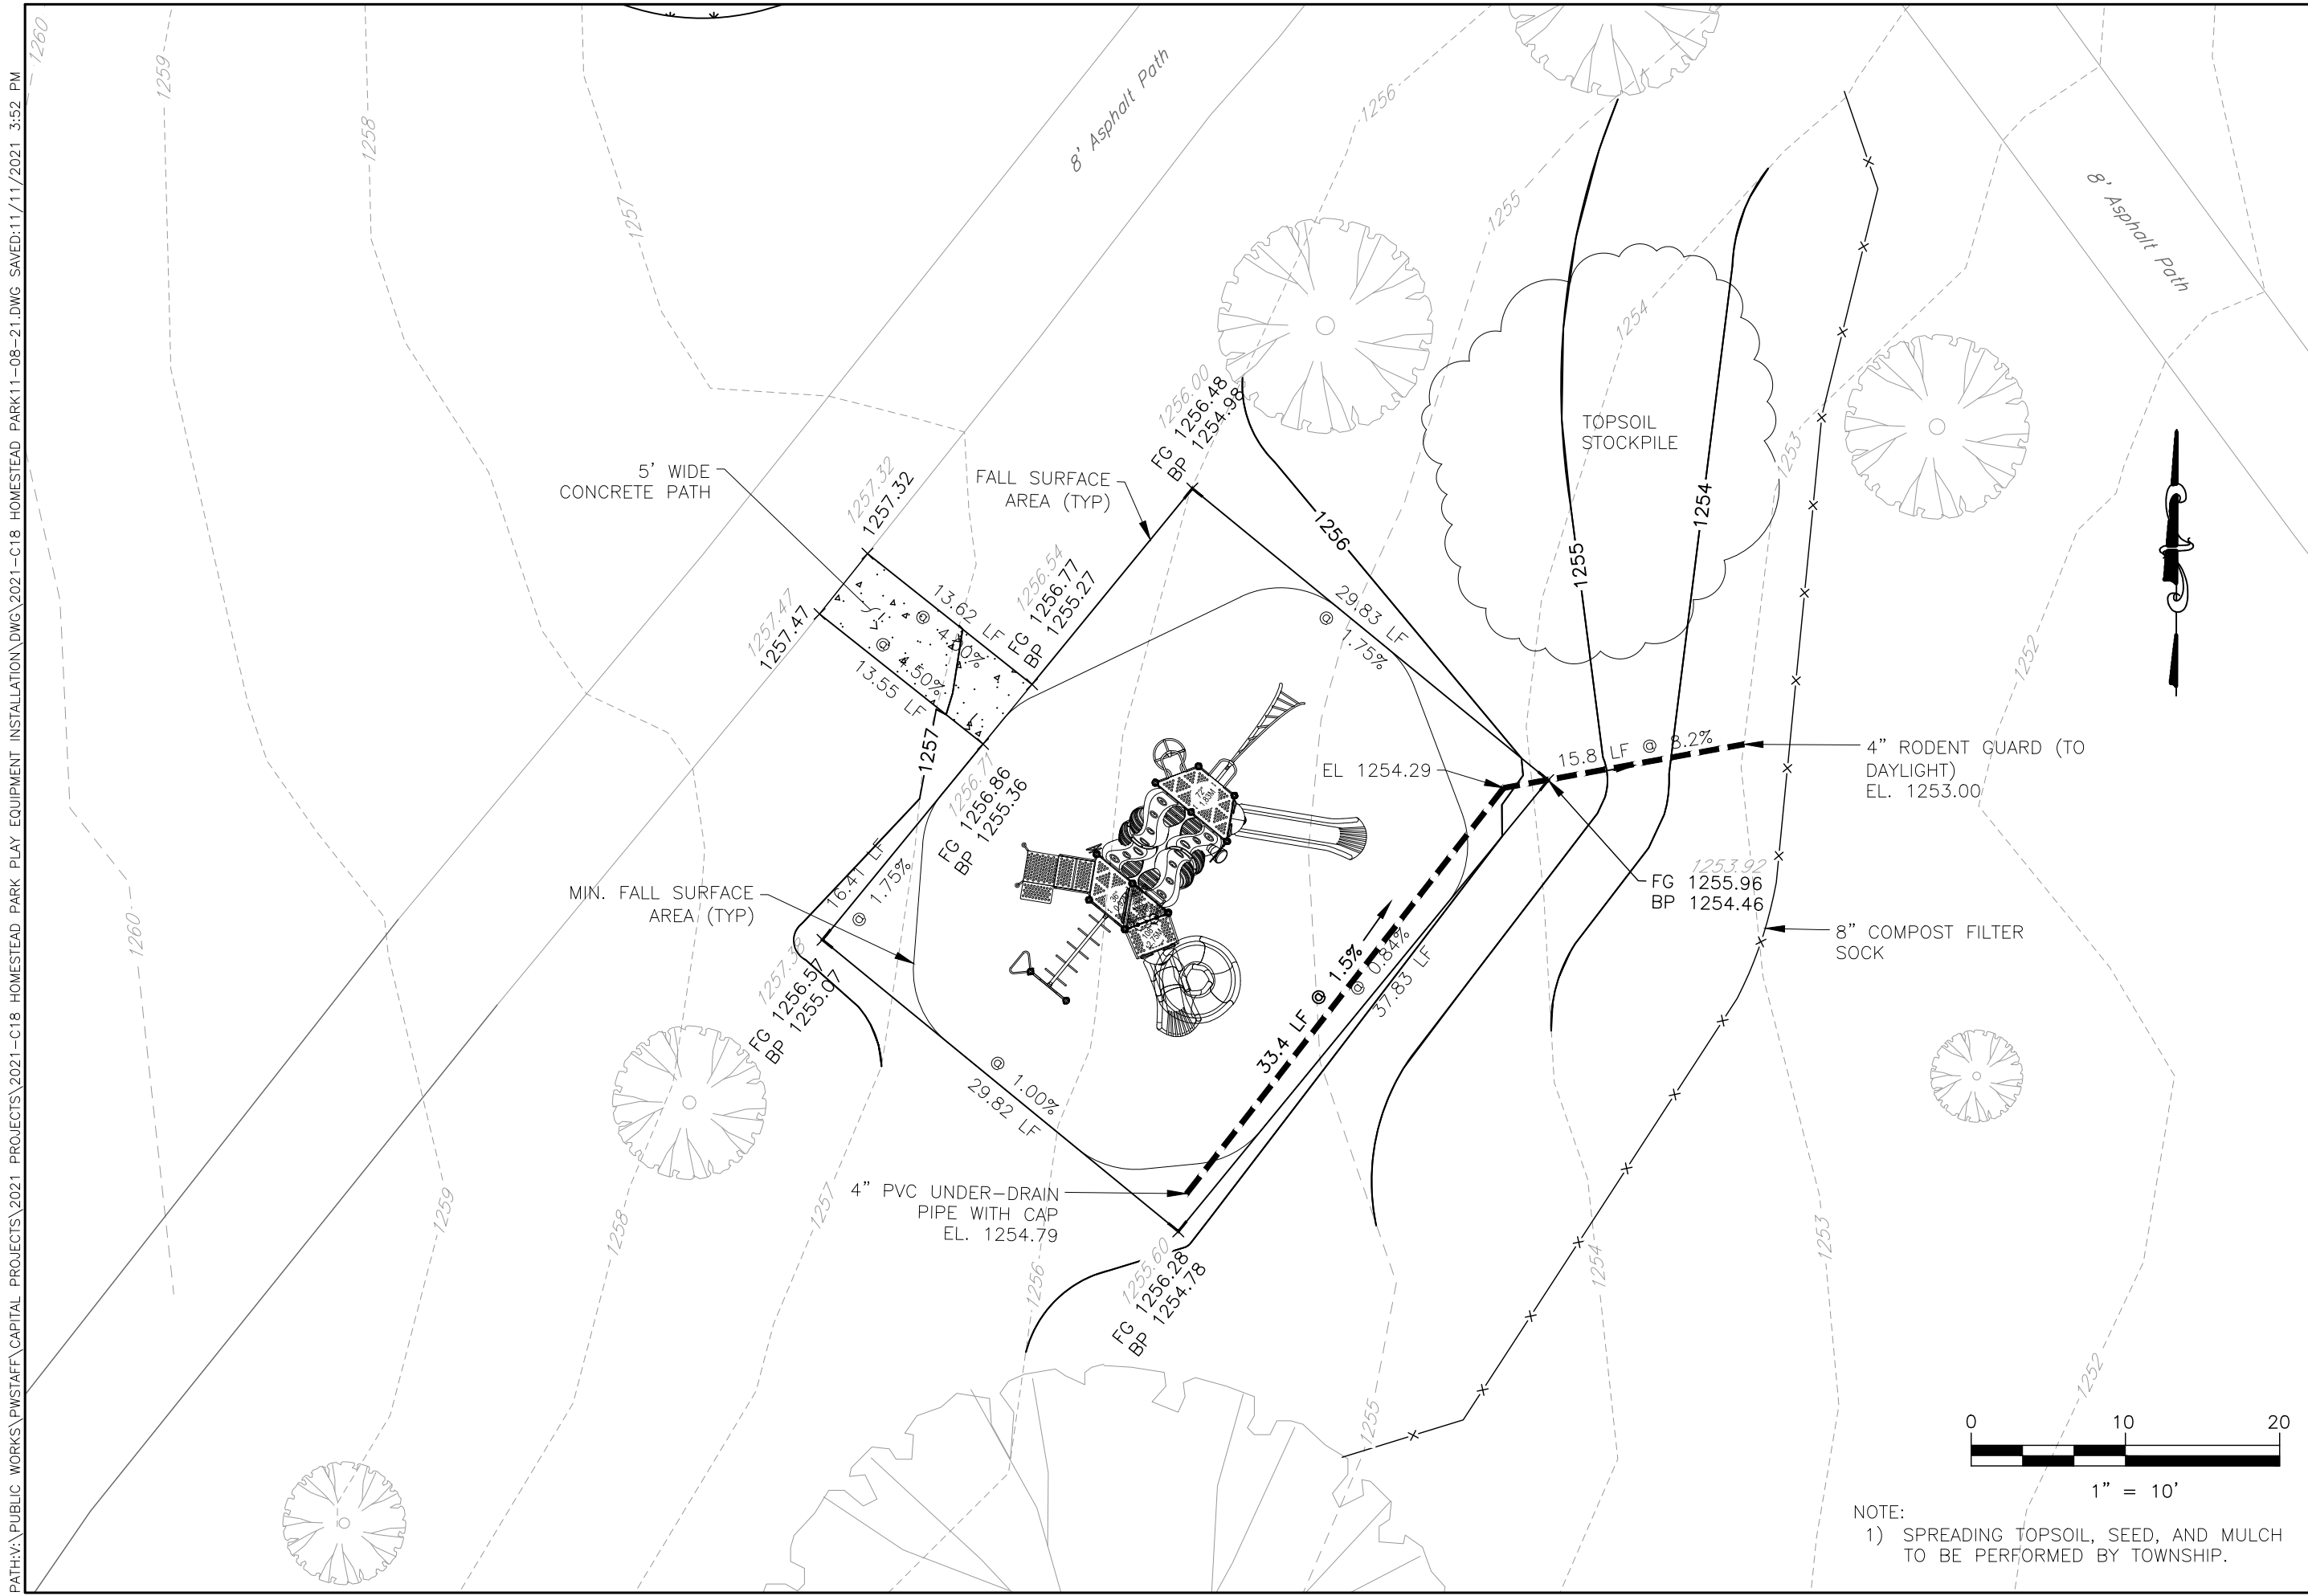 PATH:V:\PUBLIC WORKS\PWSTAFF\CAPITAL PROJECTS\2021 PROJECTS\2021-C18 HOMESTEAD PARK PLAY EQUIPMENT INSTALLATION\DWG\2021-C18 HOMESTEAD PARK11-08-21.DWG SAVED:11/11/2021 3:52 PM
1260
1259
1258
1257
8' Asphalt Path
1256
1255
1254
8' Asphalt Path
1253
1252
TOPSOIL
STOCKPILE
1256.00
FG 1256.48
BP 1254.98
5' WIDE
CONCRETE PATH
FALL SURFACE
AREA (TYP)
1257.32
1257.32
1257.47
1257.47
13.62 LF
@ 4.00%
@ 4.50%
13.55 LF
1256.54
FG 1256.77
BP 1255.27
1256
1255
1254
29.83 LF
@ 1.75%
1257
1256.71
FG 1256.86
BP 1255.36
EL 1254.29
15.8 LF @ 8.2%
4" RODENT GUARD (TO
DAYLIGHT)
EL. 1253.00
1253.92
FG 1255.96
BP 1254.46
8" COMPOST FILTER
SOCK
MIN. FALL SURFACE
AREA (TYP)
16.41 LF
@ 1.75%
FG 1256.57
BP 1255.07
@ 1.00%
29.82 LF
33.4 LF @ 1.5%
@ 0.84%
37.83 LF
4" PVC UNDER-DRAIN
PIPE WITH CAP
EL. 1254.79
1255.60
FG 1256.28
BP 1254.78
1260
1259
1258
1257
1256
1255
1254
1253
1252
0 10 20
1" = 10'
NOTE:
1) SPREADING TOPSOIL, SEED, AND MULCH
TO BE PERFORMED BY TOWNSHIP.